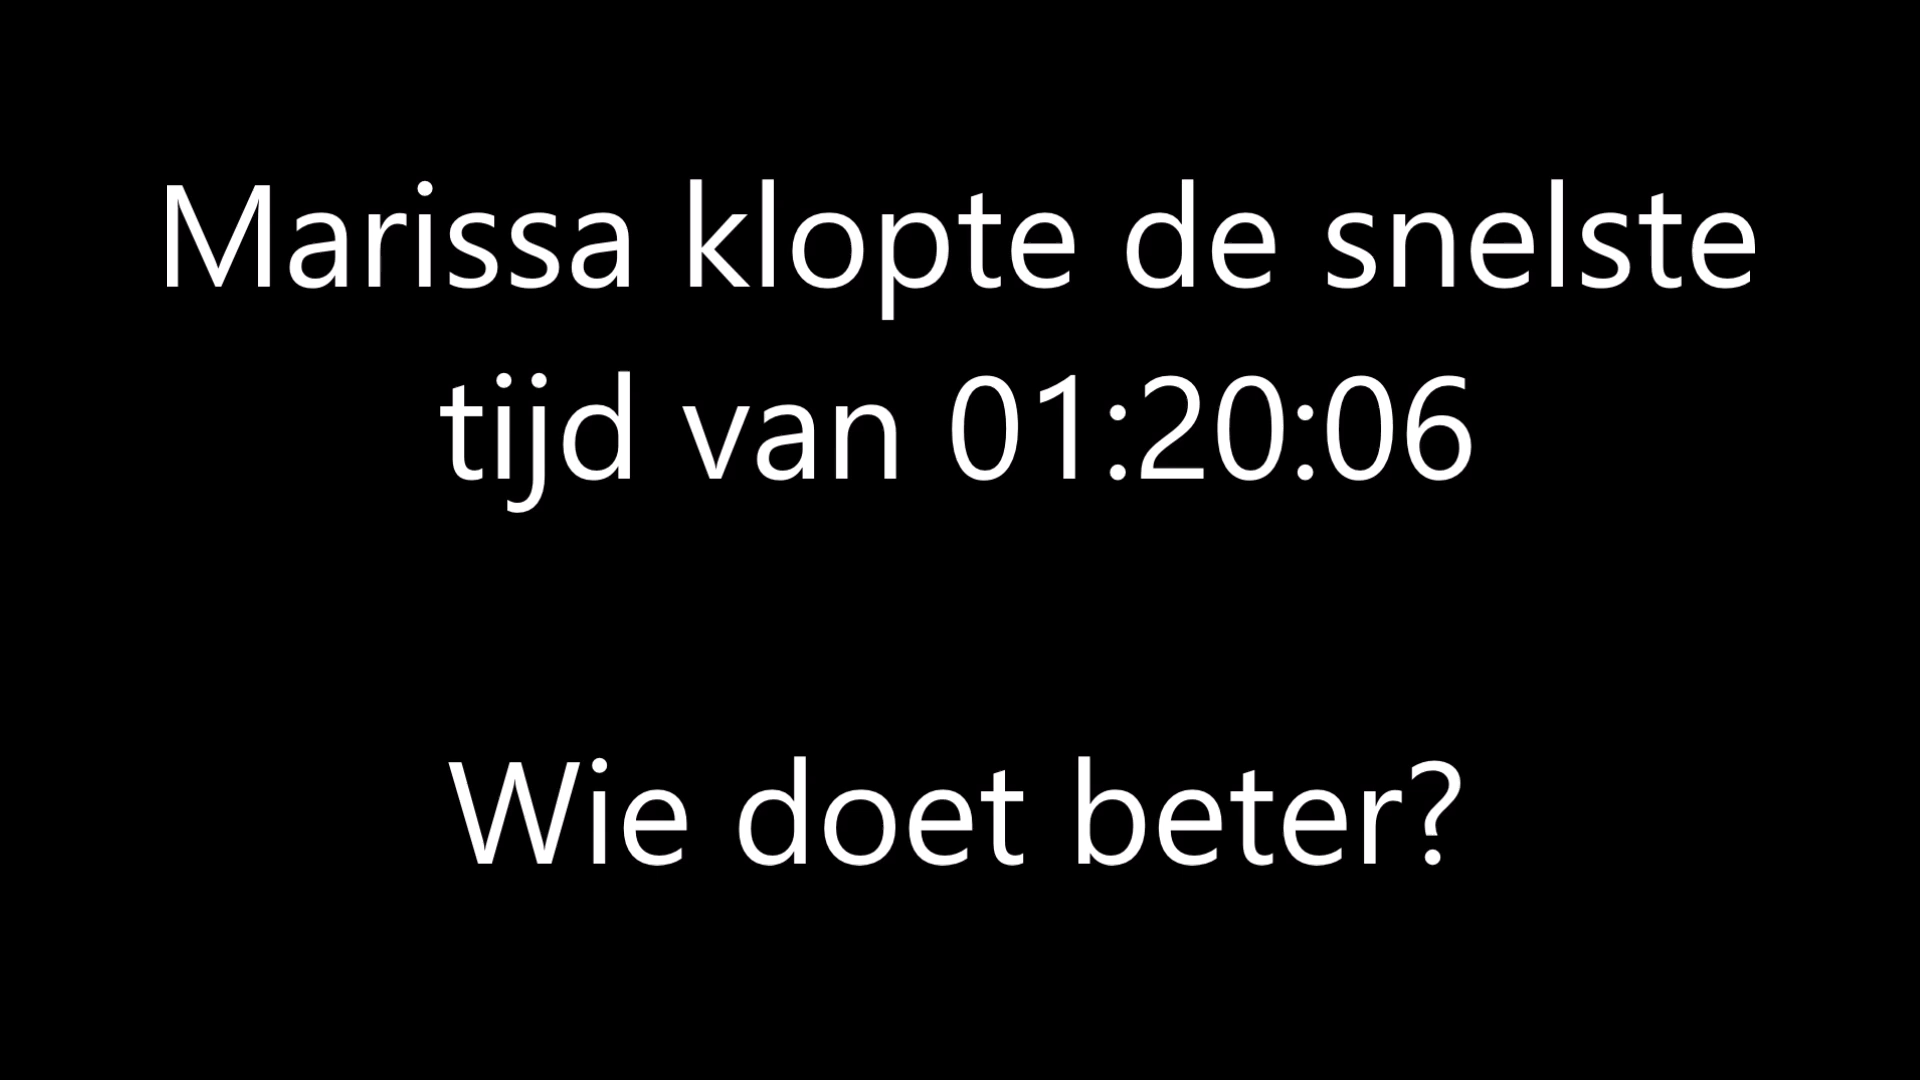 Marissa klopte de snelste
tijd van 01:20:06
Wie doet beter?